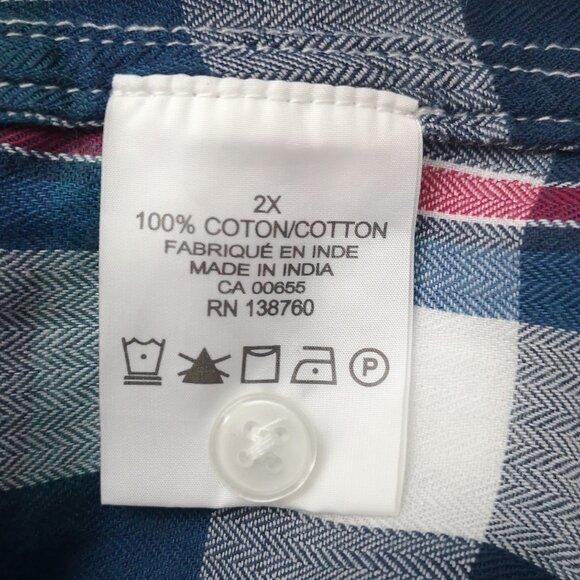 2X
100% COTON/COTTON
FABRIQUÉ EN INDE
MADE IN INDIA
CA 00655
RN 138760
P